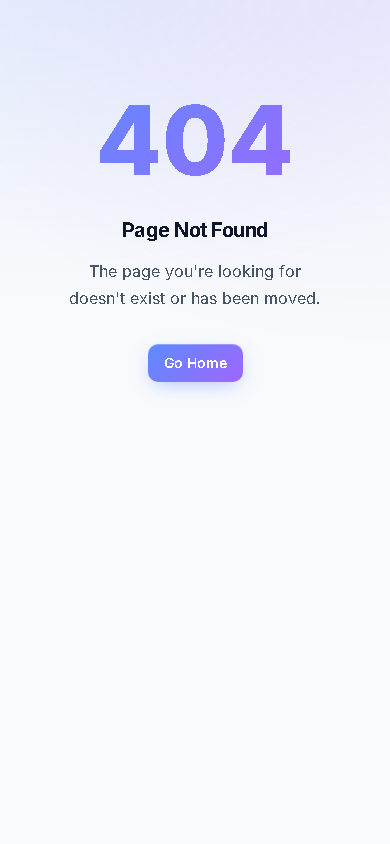 404
Page Not Found
The page you're looking for
doesn't exist or has been moved.
Go Home